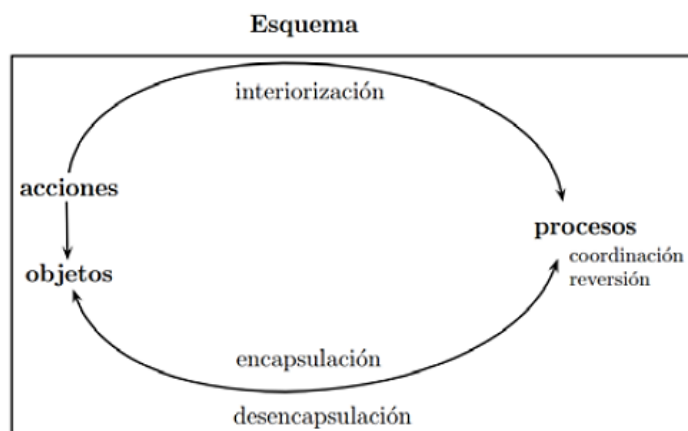 Esquema
interiorización
acciones
procesos
coordinación
objetos
reversión
encapsulación
desencapsulación